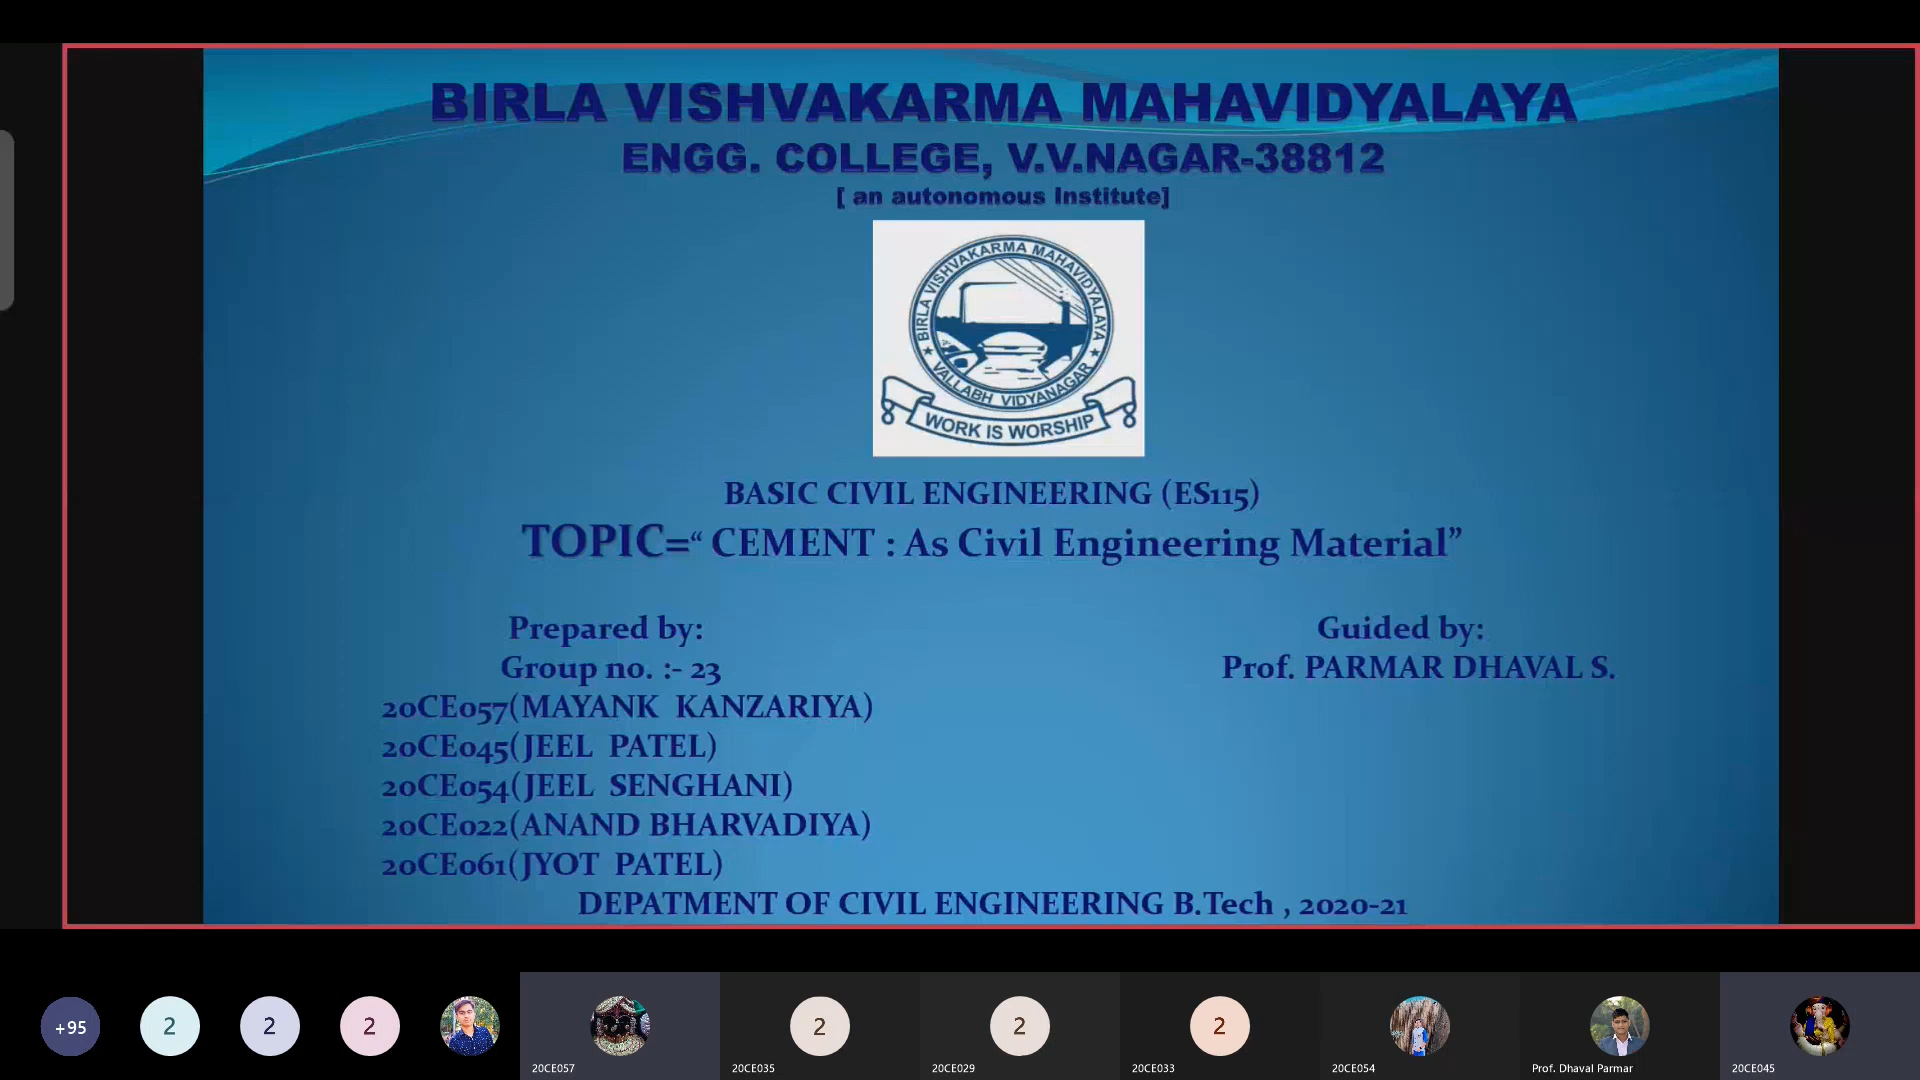 BIRLA VISHVAKARMA MAHAVIDYALAYA
ENGG. COLLEGE, V.V.NAGAR-38812
[ an autonomous Institute]
BIRLA VISHVAKARMA MAHAVIDYALAYA
★ VALLABH VIDYANAGAR ★
WORK IS WORSHIP
BASIC CIVIL ENGINEERING (ES115)
TOPIC=“ CEMENT : As Civil Engineering Material”
Prepared by:
Group no. :- 23
20CE057(MAYANK KANZARIYA)
20CE045(JEEL PATEL)
20CE054(JEEL SENGHANI)
20CE022(ANAND BHARVADIYA)
20CE061(JYOT PATEL)
Guided by:
Prof. PARMAR DHAVAL S.
DEPATMENT OF CIVIL ENGINEERING B.Tech , 2020-21
+95
2
2
2
2
2
2
20CE057
20CE035
20CE029
20CE033
20CE054
Prof. Dhaval Parmar
20CE045